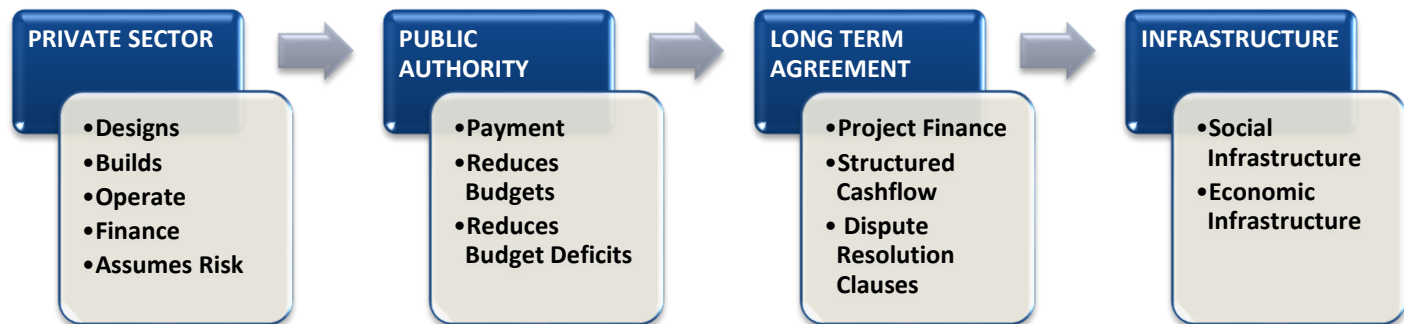 PRIVATE SECTOR
•Designs
•Builds
•Operate
•Finance
•Assumes Risk
PUBLIC
AUTHORITY
•Payment
•Reduces
Budgets
•Reduces
Budget Deficits
LONG TERM
AGREEMENT
•Project Finance
•Structured
Cashflow
• Dispute
Resolution
Clauses
INFRASTRUCTURE
•Social
Infrastructure
•Economic
Infrastructure